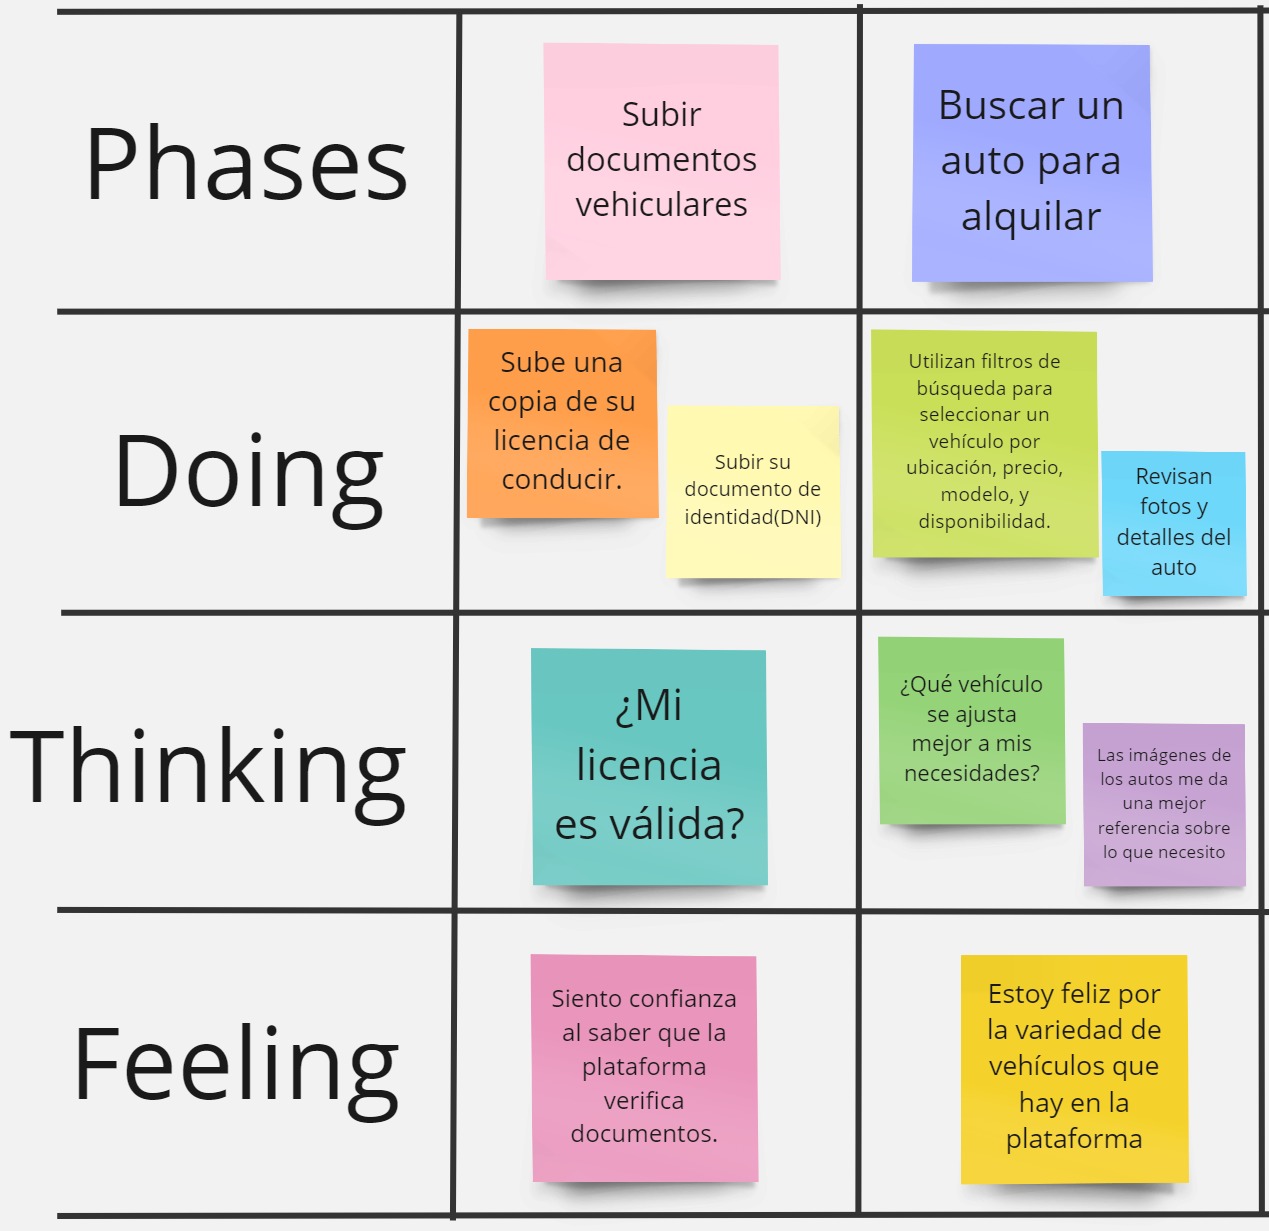 Phases
Subir
documentos
vehiculares
Buscar un
auto para
alquilar
Doing
Sube una
copia de su
licencia de
conducir.
Subir su
documento de
identidad(DNI)
Utilizan filtros de
búsqueda para
seleccionar un
vehículo por
ubicación, precio,
modelo, y
disponibilidad.
Revisan
fotos y
detalles del
auto
Thinking
¿Mi
licencia
es válida?
¿Qué vehículo
se ajusta
mejor a mis
necesidades?
Las imágenes de
los autos me da
una mejor
referencia sobre
lo que necesito
Feeling
Siento confianza
al saber que la
plataforma
verifica
documentos.
Estoy feliz por
la variedad de
vehículos que
hay en la
plataforma